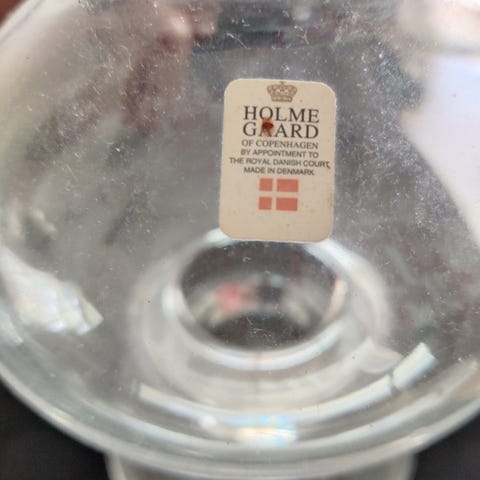 HOLME
GAARD
OF COPENHAGEN
BY APPOINTMENT TO
THE ROYAL DANISH COURT,
MADE IN DENMARK